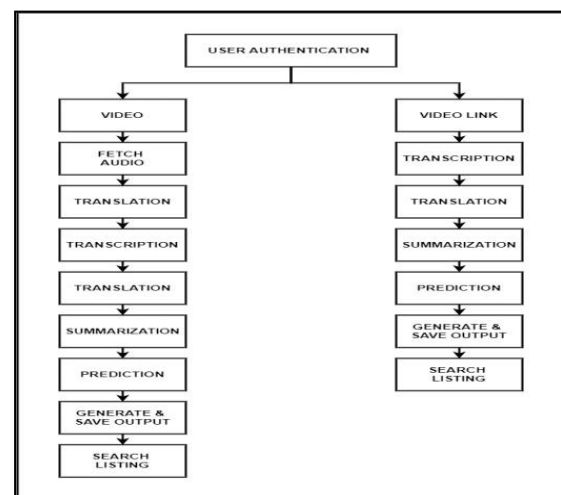 USER AUTHENTICATION
VIDEO
FETCH
AUDIO
TRANSLATION
TRANSCRIPTION
TRANSLATION
SUMMARIZATION
PREDICTION
GENERATE &
SAVE OUTPUT
SEARCH
LISTING
VIDEO LINK
TRANSCRIPTION
TRANSLATION
SUMMARIZATION
PREDICTION
GENERATE &
SAVE OUTPUT
SEARCH
LISTING